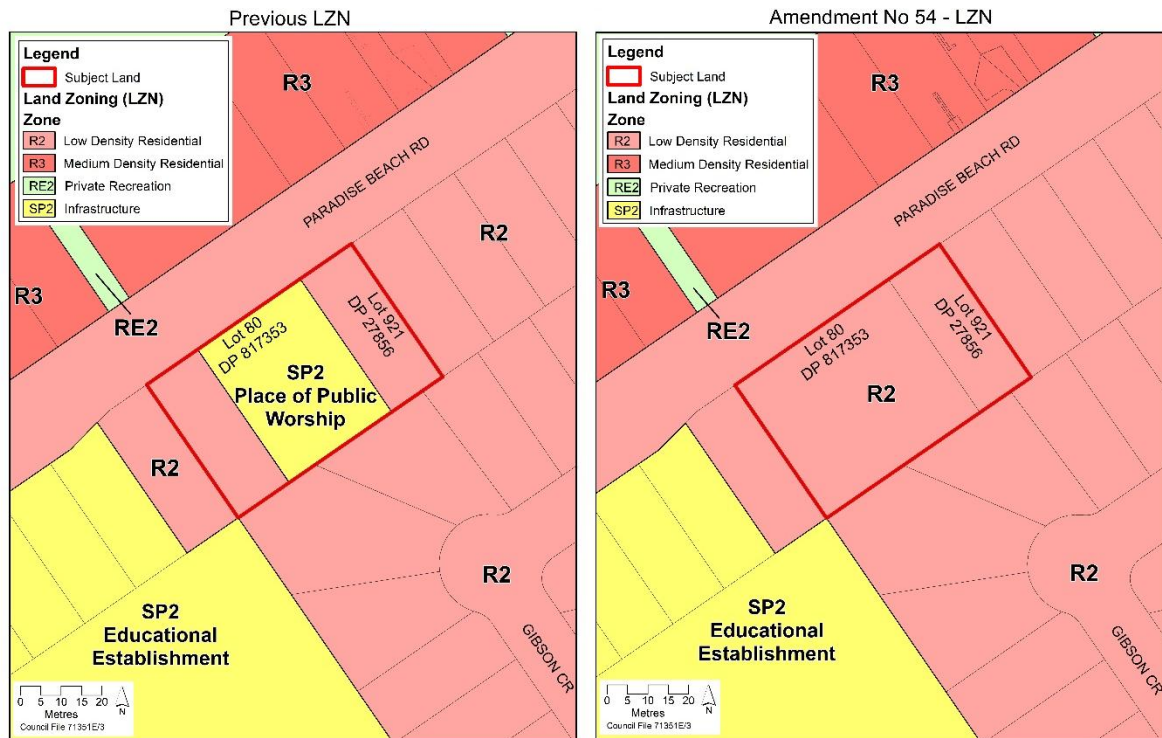 Previous LZN
Legend
Subject Land
Land Zoning (LZN)
Zone
R2 Low Density Residential
R3 Medium Density Residential
RE2 Private Recreation
SP2 Infrastructure
R3
PARADISE BEACH RD
R2
R3
RE2
Lot 80
DP 817353
Lot 921
DP 27856
SP2
Place of Public
Worship
R2
R2
SP2
Educational
Establishment
GIBSON CR
0 5 10 15 20
Metres
N
Council File 71351E/3
Amendment No 54 - LZN
Legend
Subject Land
Land Zoning (LZN)
Zone
R2 Low Density Residential
R3 Medium Density Residential
RE2 Private Recreation
SP2 Infrastructure
R3
PARADISE BEACH RD
R3
RE2
Lot 80
DP 817353
Lot 921
DP 27856
R2
R2
SP2
Educational
Establishment
GIBSON CR
0 5 10 15 20
Metres
N
Council File 71351E/3